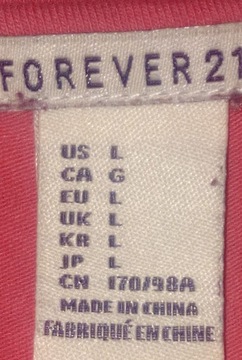 FOREVER 21
US L
CA G
EU L
UK L
KR L
JP L
CN 170/98A
MADE IN CHINA
FABRIQUÉ EN CHINE